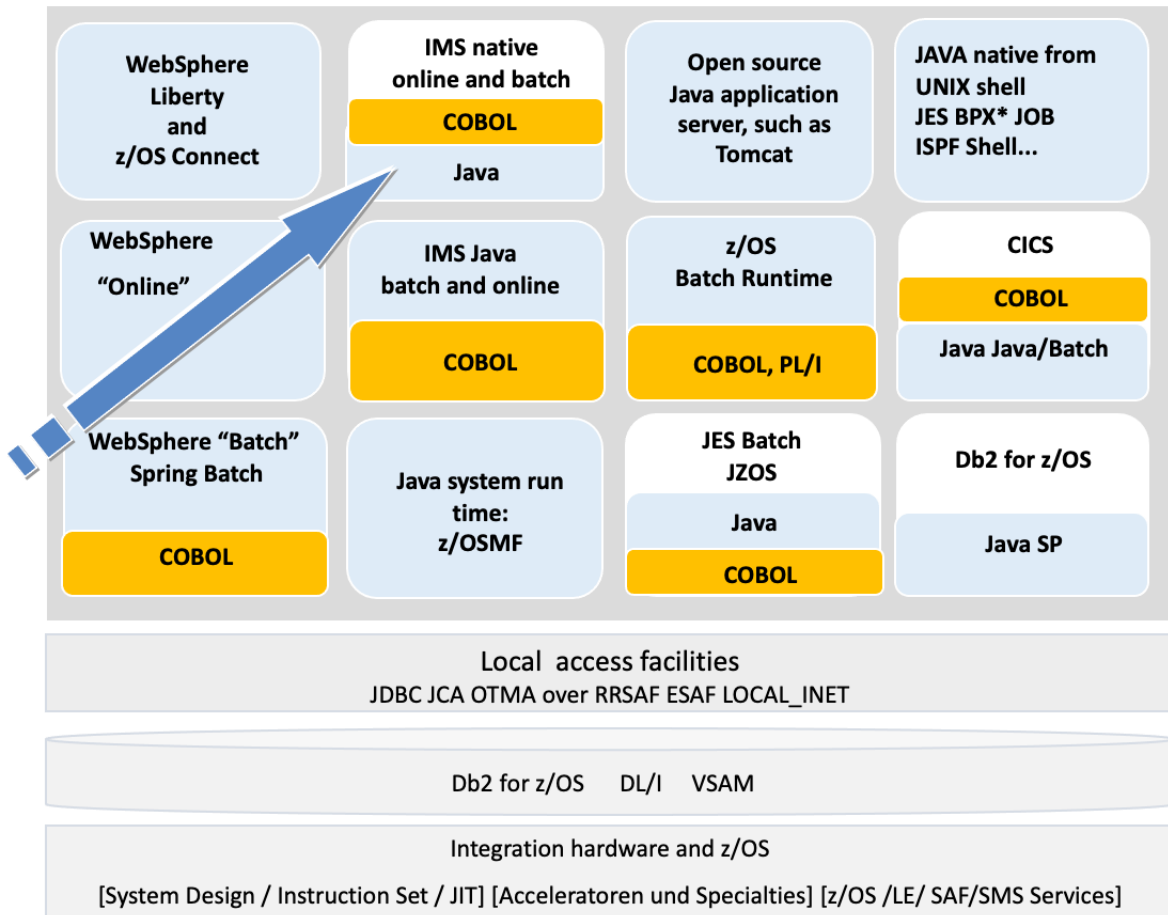 WebSphere
Liberty
and
z/OS Connect
IMS native
online and batch
COBOL
Java
Open source
Java application
server, such as
Tomcat
JAVA native from
UNIX shell
JES BPX* JOB
ISPF Shell...
WebSphere
“Online”
IMS Java
batch and online
COBOL
z/OS
Batch Runtime
COBOL, PL/I
CICS
COBOL
Java Java/Batch
WebSphere “Batch”
Spring Batch
COBOL
Java system run
time:
z/OSMF
JES Batch
JZOS
Java
COBOL
Db2 for z/OS
Java SP
Local access facilities
JDBC JCA OTMA over RRSAF ESAF LOCAL_INET
Db2 for z/OS DL/I VSAM
Integration hardware and z/OS
[System Design / Instruction Set / JIT] [Acceleratoren und Specialties] [z/OS /LE/ SAF/SMS Services]